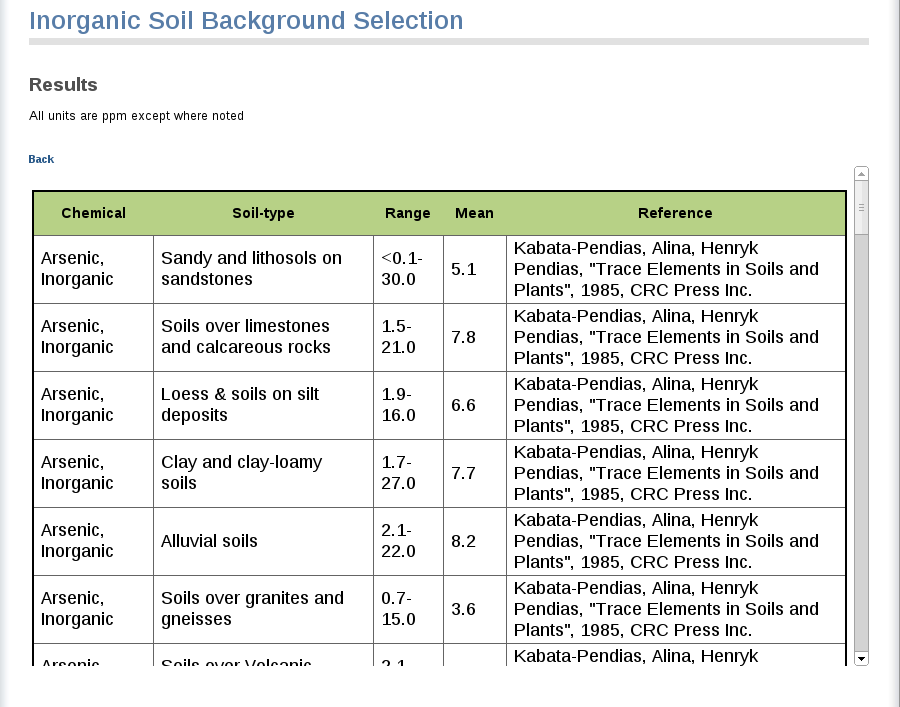 Inorganic Soil Background Selection
Results
All units are ppm except where noted
Back
Chemical Soil-type Range Mean Reference
Arsenic, Inorganic Sandy and lithosols on sandstones <0.1-30.0 5.1 Kabata-Pendias, Alina, Henryk Pendias, "Trace Elements in Soils and Plants", 1985, CRC Press Inc.
Arsenic, Inorganic Soils over limestones and calcareous rocks 1.5-21.0 7.8 Kabata-Pendias, Alina, Henryk Pendias, "Trace Elements in Soils and Plants", 1985, CRC Press Inc.
Arsenic, Inorganic Loess & soils on silt deposits 1.9-16.0 6.6 Kabata-Pendias, Alina, Henryk Pendias, "Trace Elements in Soils and Plants", 1985, CRC Press Inc.
Arsenic, Inorganic Clay and clay-loamy soils 1.7-27.0 7.7 Kabata-Pendias, Alina, Henryk Pendias, "Trace Elements in Soils and Plants", 1985, CRC Press Inc.
Arsenic, Inorganic Alluvial soils 2.1-22.0 8.2 Kabata-Pendias, Alina, Henryk Pendias, "Trace Elements in Soils and Plants", 1985, CRC Press Inc.
Arsenic, Inorganic Soils over granites and gneisses 0.7-15.0 3.6 Kabata-Pendias, Alina, Henryk Pendias, "Trace Elements in Soils and Plants", 1985, CRC Press Inc.
Arsenic, Soils over Volcanic 2.1- Kabata-Pendias, Alina, Henryk